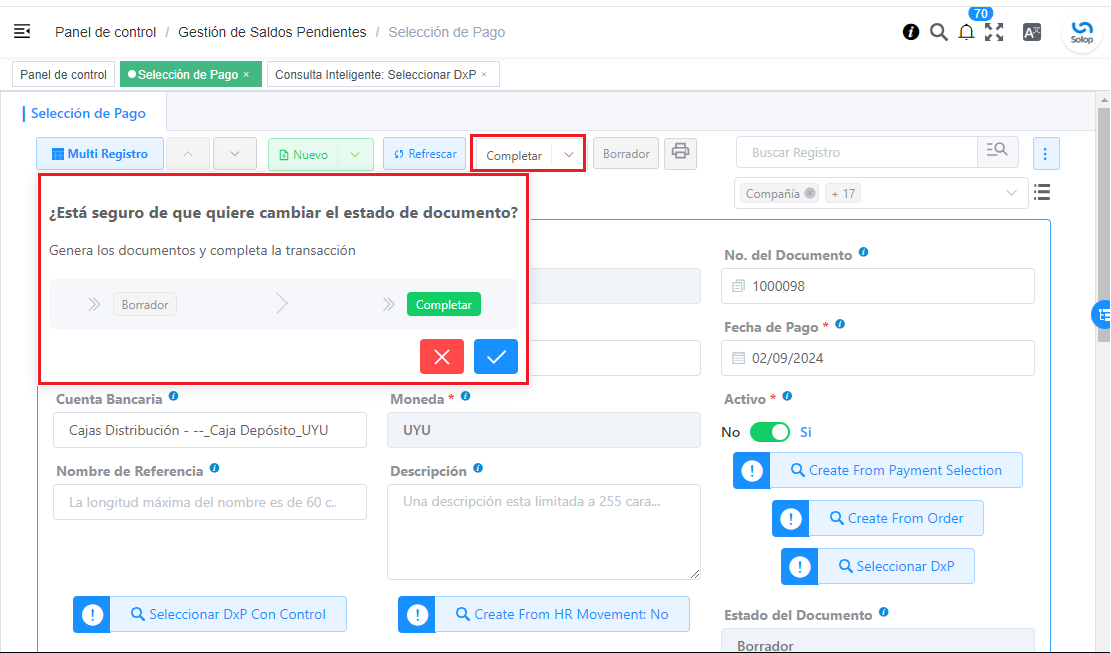 Panel de control / Gestión de Saldos Pendientes / Selección de Pago
70
Solop
Panel de control
Selección de Pago ×
Consulta Inteligente: Seleccionar DxP ×
Selección de Pago
Multi Registro
Nuevo
Refrescar
Completar
Borrador
Buscar Registro
Compañía
+ 17
¿Está seguro de que quiere cambiar el estado de documento?
Genera los documentos y completa la transacción
Borrador
Completar
No. del Documento
1000098
Fecha de Pago *
02/09/2024
Cuenta Bancaria
Cajas Distribución - --_Caja Depósito_UYU
Moneda *
UYU
Activo *
No
Si
Nombre de Referencia
La longitud máxima del nombre es de 60 c..
Descripción
Una descripción esta limitada a 255 cara...
Create From Payment Selection
Create From Order
Seleccionar DxP
Seleccionar DxP Con Control
Create From HR Movement: No
Estado del Documento
Borrador